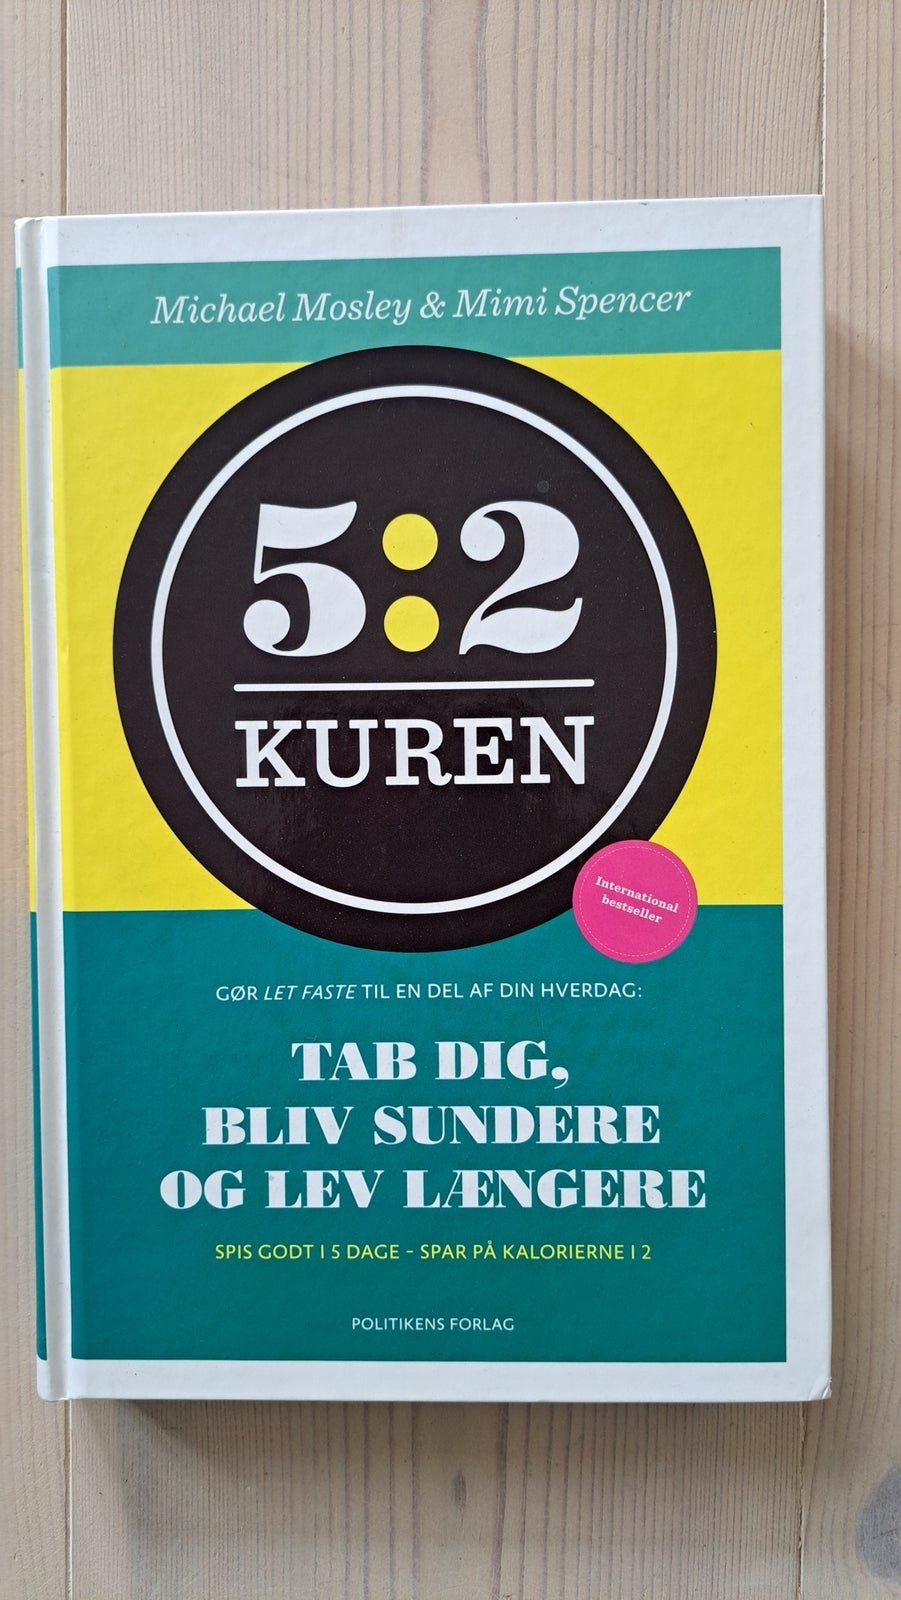 Michael Mosley & Mimi Spencer
5:2
KUREN
International
bestseller
GØR LET FASTE TIL EN DEL AF DIN HVERDAG:
TAB DIG,
BLIV SUNDERE
OG LEV LÆNGERE
SPIS GODT I 5 DAGE - SPAR PÅ KALORIERNE I 2
POLITIKENS FORLAG